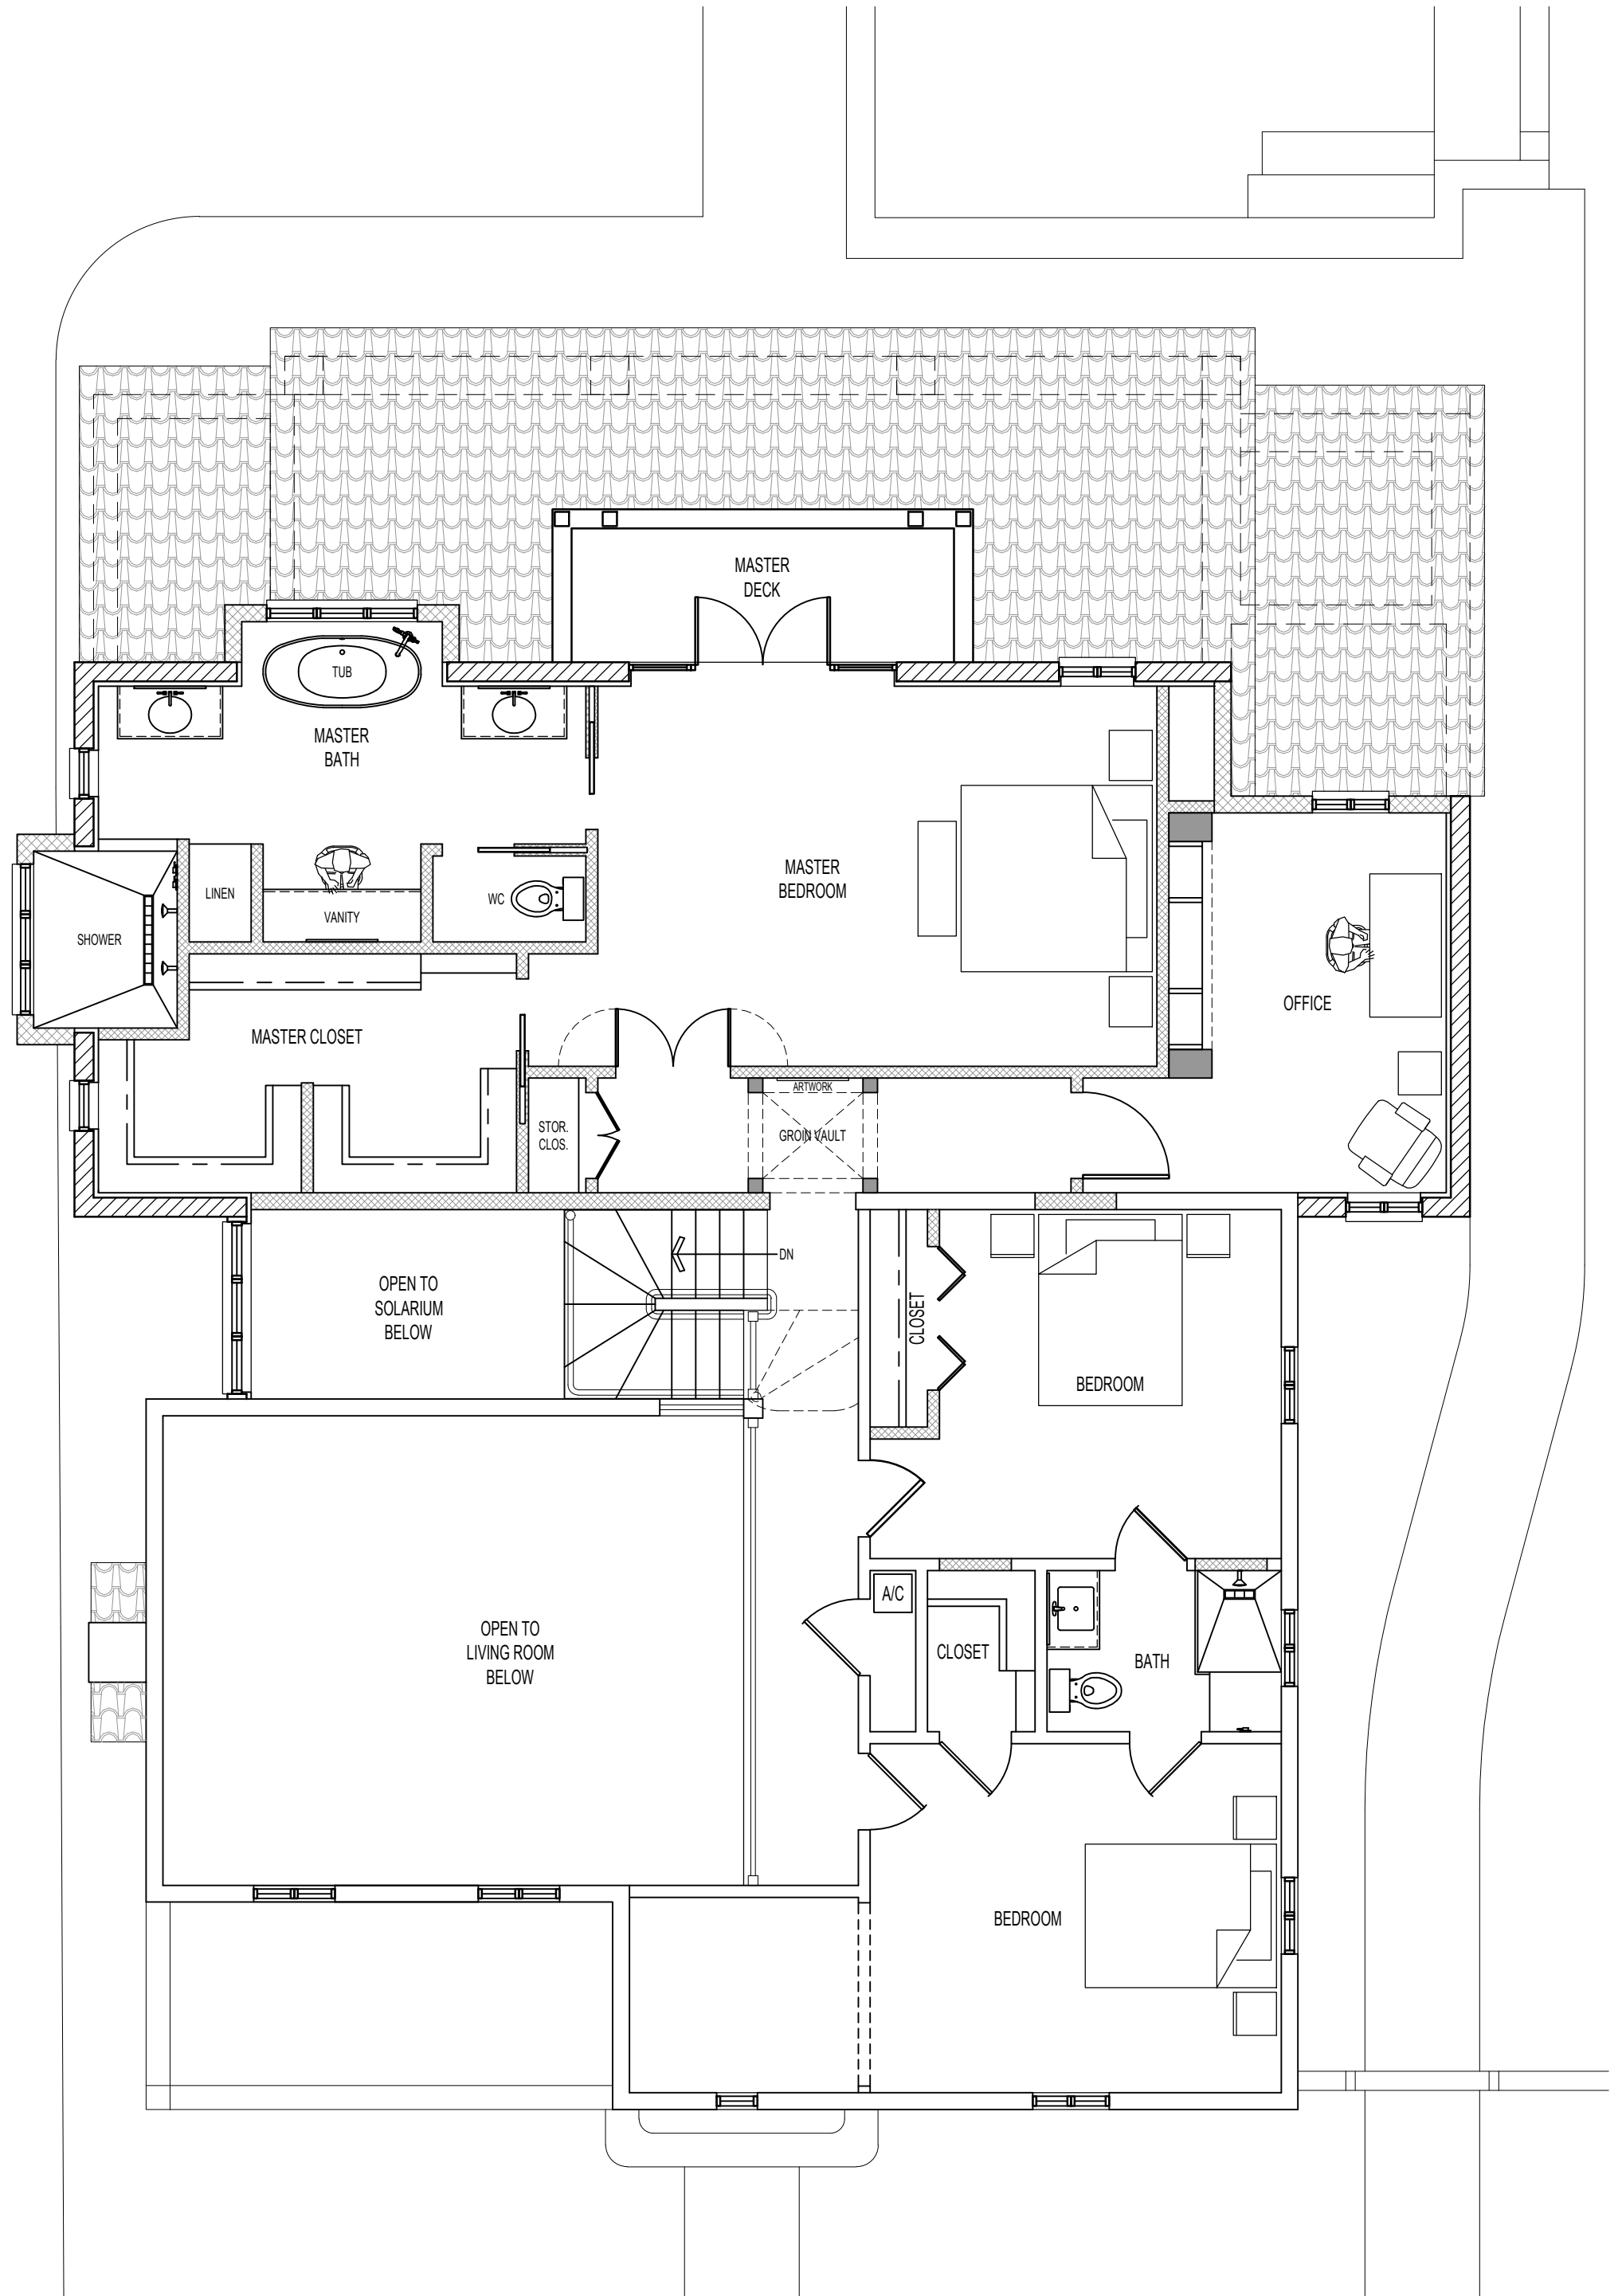 MASTER
DECK
TUB
MASTER
BATH
MASTER
BEDROOM
LINEN
VANITY
WC
SHOWER
OFFICE
MASTER CLOSET
ARTWORK
STOR.
CLOS.
GROIN VAULT
DN
OPEN TO
SOLARIUM
BELOW
CLOSET
BEDROOM
A/C
OPEN TO
LIVING ROOM
BELOW
CLOSET
BATH
BEDROOM